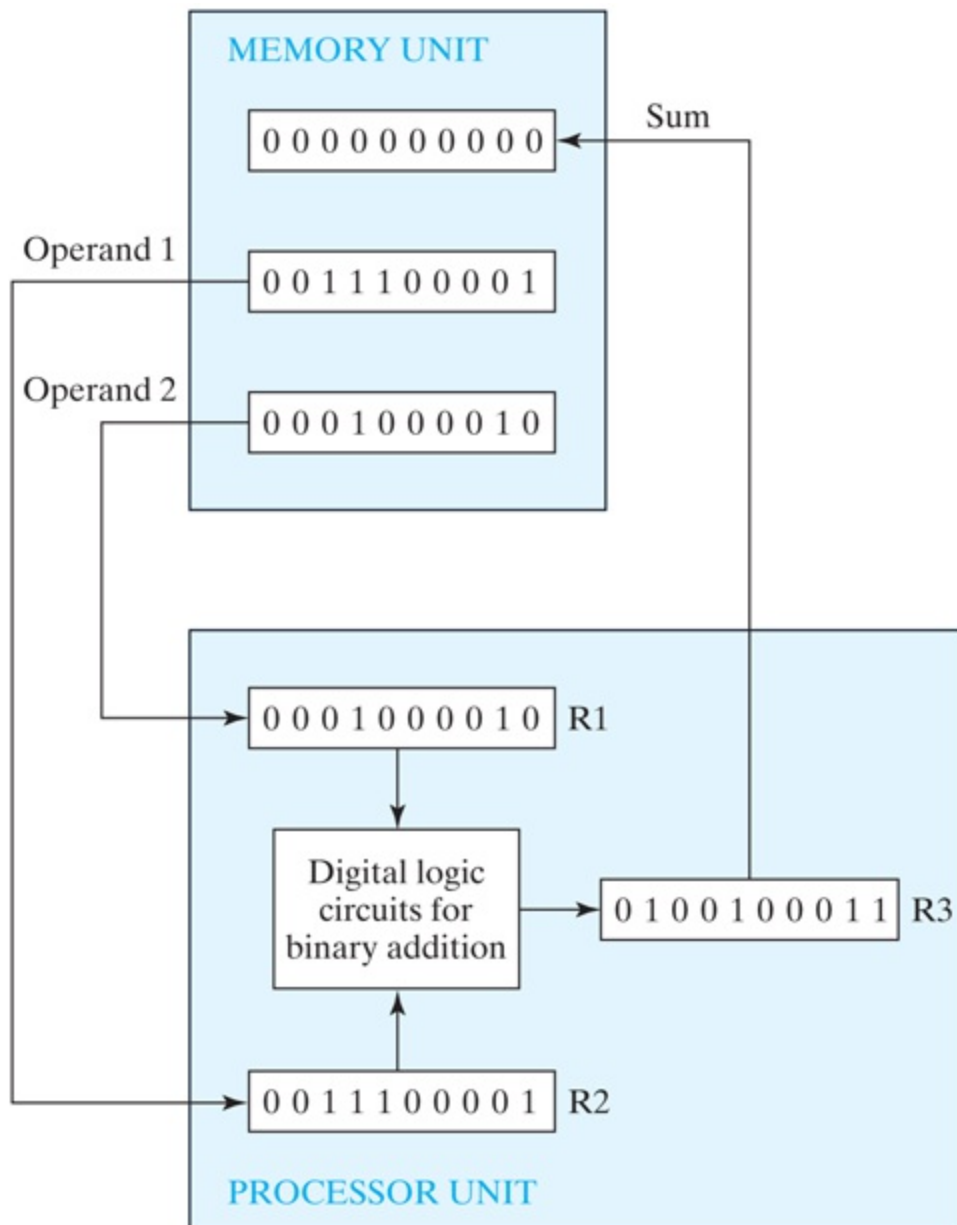 MEMORY UNIT
Sum
0 0 0 0 0 0 0 0 0 0
Operand 1
0 0 1 1 1 0 0 0 0 1
Operand 2
0 0 0 1 0 0 0 0 1 0
0 0 0 1 0 0 0 0 1 0 R1
Digital logic
circuits for
binary addition
0 1 0 0 1 0 0 0 1 1 R3
0 0 1 1 1 0 0 0 0 1 R2
PROCESSOR UNIT